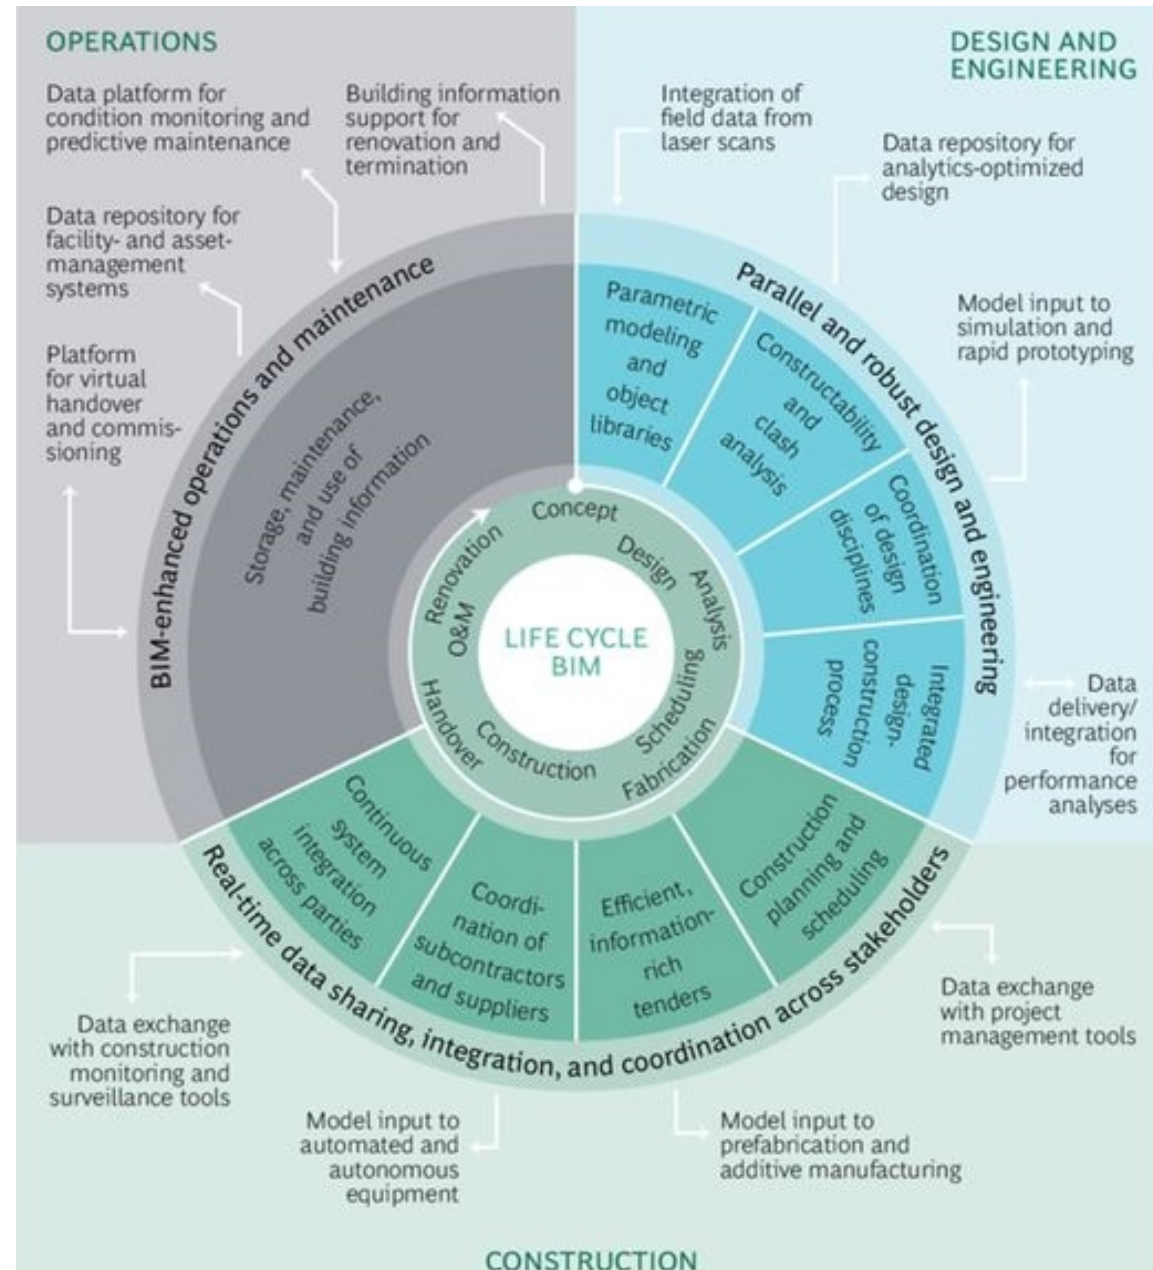 OPERATIONS
Data platform for
condition monitoring and
predictive maintenance
Building information
support for
renovation and
termination
Data repository for
facility- and asset-
management
systems
Platform
for virtual
handover
and commis-
sioning
DESIGN AND
ENGINEERING
Integration of
field data from
laser scans
Data repository for
analytics-optimized
design
Model input to
simulation and
rapid prototyping
Data
delivery/
integration
for
performance
analyses
BIM-enhanced operations and maintenance
Storage, maintenance,
and use of
building information
Parallel and robust design and engineering
Parametric
modeling
and
object
libraries
Constructability
and
clash
analysis
Coordination
of design
disciplines
Integrated
design-
construction
process
LIFE CYCLE
BIM
Concept
Design
Analysis
Scheduling
Fabrication
Construction
Handover
O&M
Renovation
Construction
planning and
scheduling
Efficient,
information-
rich
tenders
Coordi-
nation of
subcontractors
and suppliers
Continuous
system
integration
across parties
Real-time data sharing, integration, and coordination across stakeholders
Data exchange
with project
management tools
Data exchange
with construction
monitoring and
surveillance tools
Model input to
automated and
autonomous
equipment
Model input to
prefabrication and
additive manufacturing
CONSTRUCTION